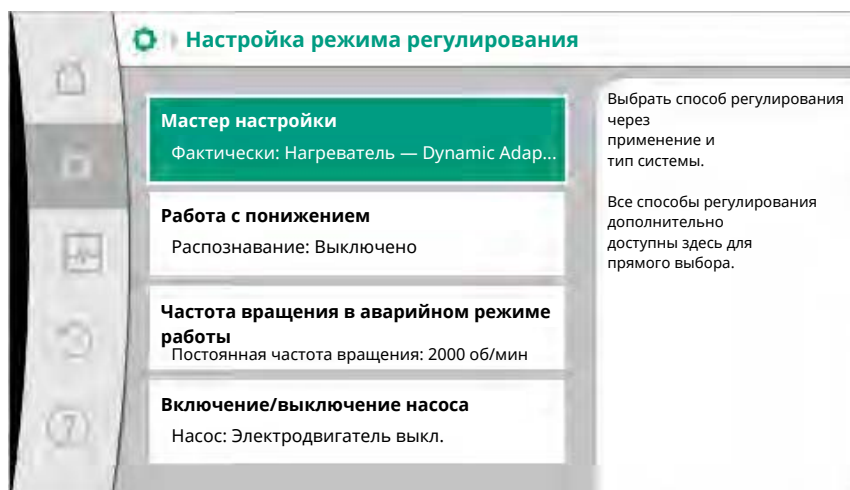 Настройка режима регулирования
Мастер настройки
Фактически: Нагреватель — Dynamic Adap...
Работа с понижением
Распознавание: Выключено
Частота вращения в аварийном режиме
работы
Постоянная частота вращения: 2000 об/мин
Включение/выключение насоса
Насос: Электродвигатель выкл.
Выбрать способ регулирования
через
применение и
тип системы.
Все способы регулирования
дополнительно
доступны здесь для
прямого выбора.